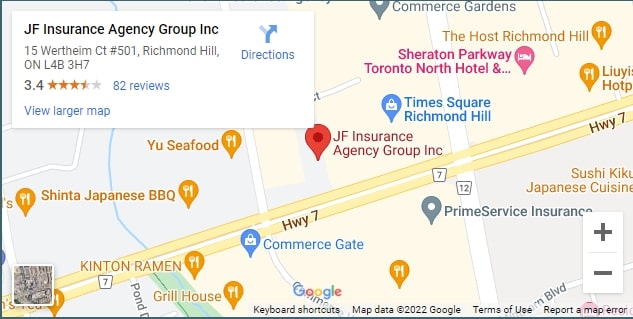 JF Insurance Agency Group Inc
15 Wertheim Ct #501, Richmond Hill,
ON L4B 3H7
3.4
82 reviews
View larger map
Directions
Commerce
Gardens
The Host Richmond Hill
Sheraton Parkway
Toronto North Hotel &...
Liuyis
Hotp
Times Square
Richmond Hill
Hwy 7
Yu Seafood
JF Insurance
Agency Group Inc
7
12
Sushi Kiku
Japanese Cuisine
Shinta Japanese BBQ
PrimeService Insurance
Hwy 7
Commerce Gate
KINTON RAMEN
7
Pond D
Grill House
Google
Blvd
Keyboard shortcuts
Map data ©2022 Google
Terms of Use
Report a map error